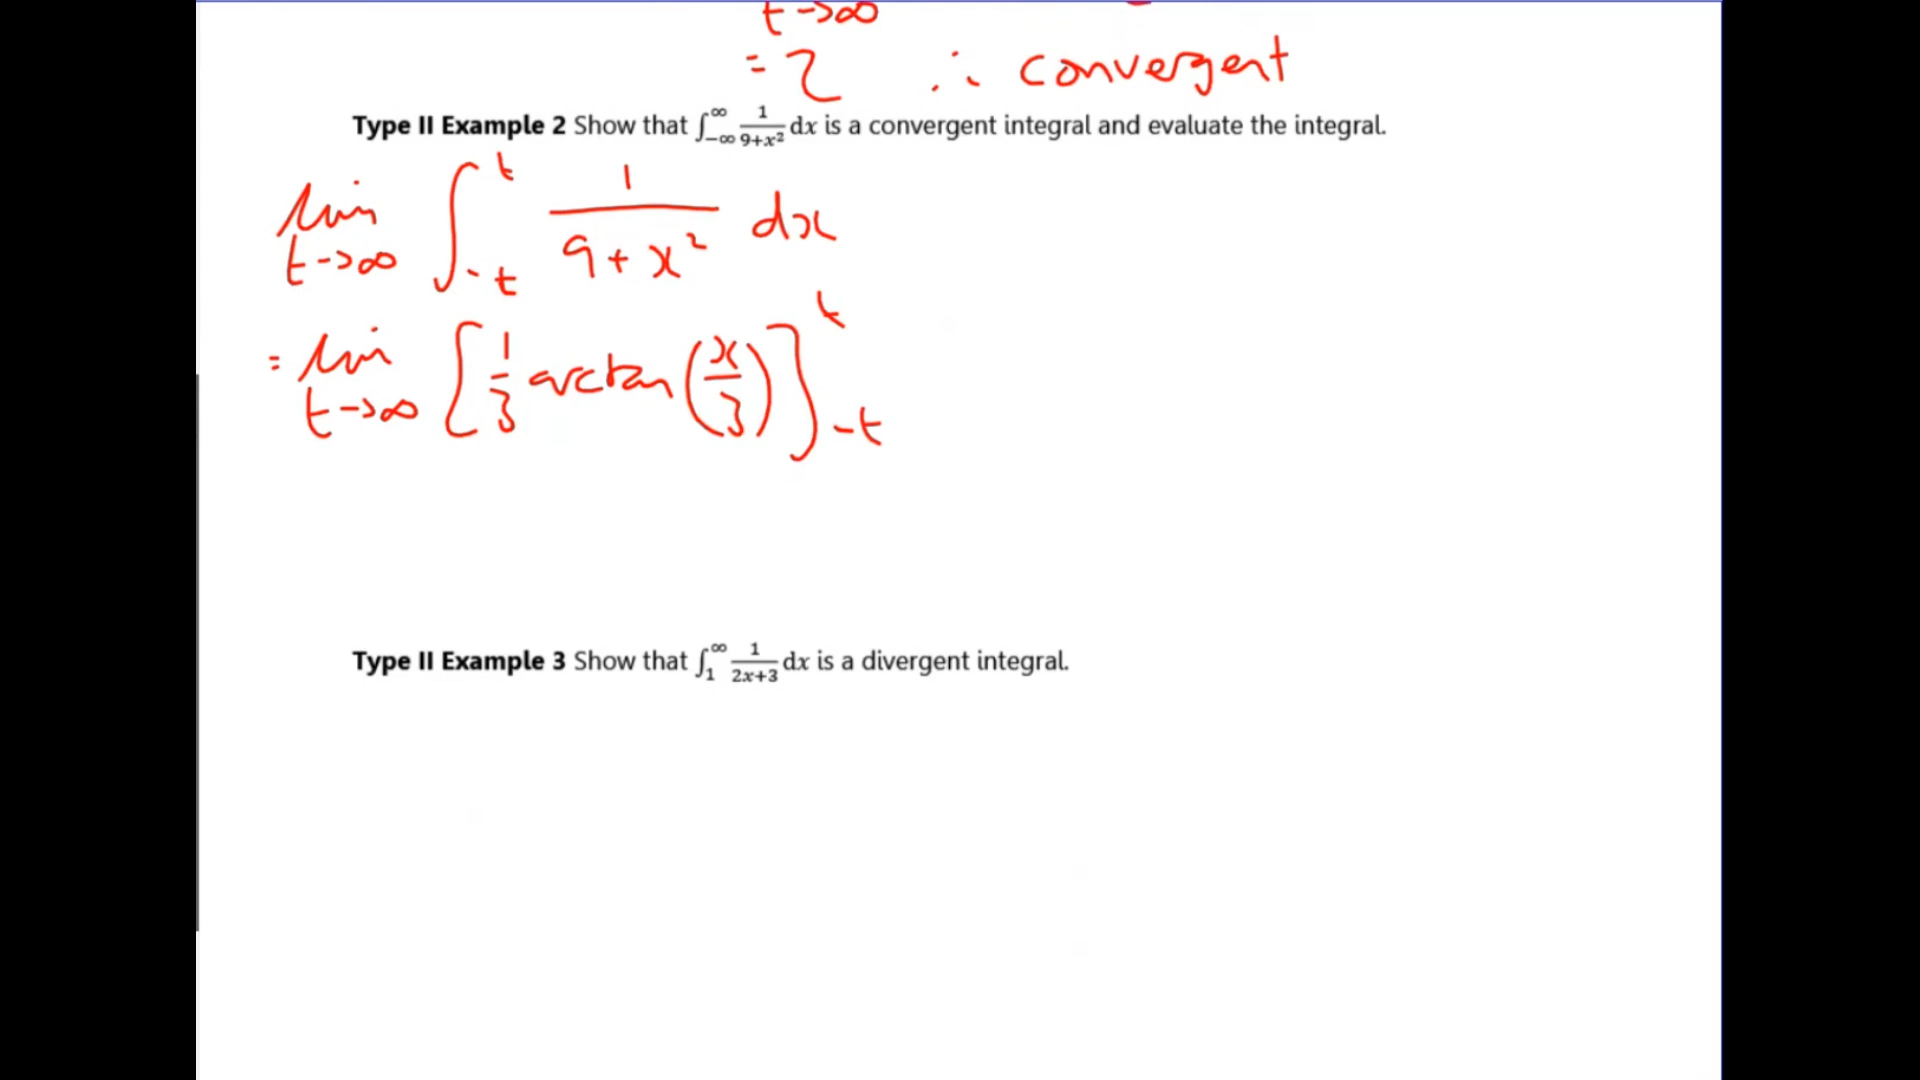 t->∞
= 2 ∴ convergent
Type II Example 2 Show that ∫_{-∞}^{∞} 1/(9+x²) dx is a convergent integral and evaluate the integral.
lim t->∞ ∫_{-t}^{t} 1/(9+x²) dx
= lim t->∞ [1/3 arctan(x/3)]_{-t}^{t}
Type II Example 3 Show that ∫_{1}^{∞} 1/(2x+3) dx is a divergent integral.